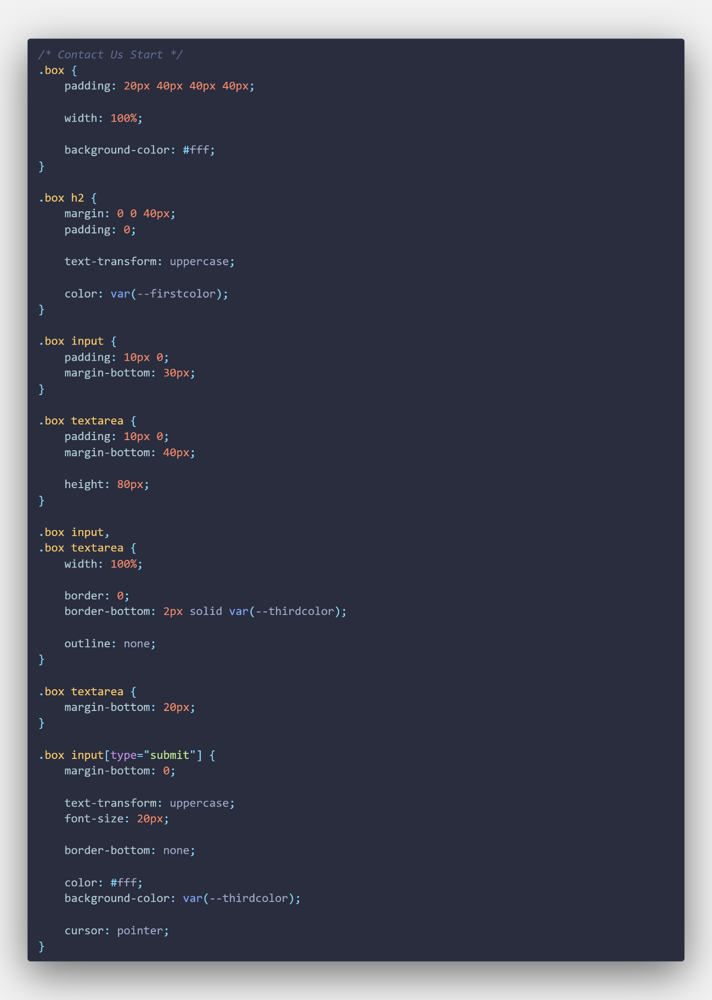 /* Contact Us Start */
.box {
    padding: 20px 40px 40px 40px;

    width: 100%;

    background-color: #fff;
}

.box h2 {
    margin: 0 0 40px;
    padding: 0;

    text-transform: uppercase;

    color: var(--firstcolor);
}

.box input {
    padding: 10px 0;
    margin-bottom: 30px;
}

.box textarea {
    padding: 10px 0;
    margin-bottom: 40px;

    height: 80px;
}

.box input,
.box textarea {
    width: 100%;

    border: 0;
    border-bottom: 2px solid var(--thirdcolor);

    outline: none;
}

.box textarea {
    margin-bottom: 20px;
}

.box input[type="submit"] {
    margin-bottom: 0;

    text-transform: uppercase;
    font-size: 20px;

    border-bottom: none;

    color: #fff;
    background-color: var(--thirdcolor);

    cursor: pointer;
}